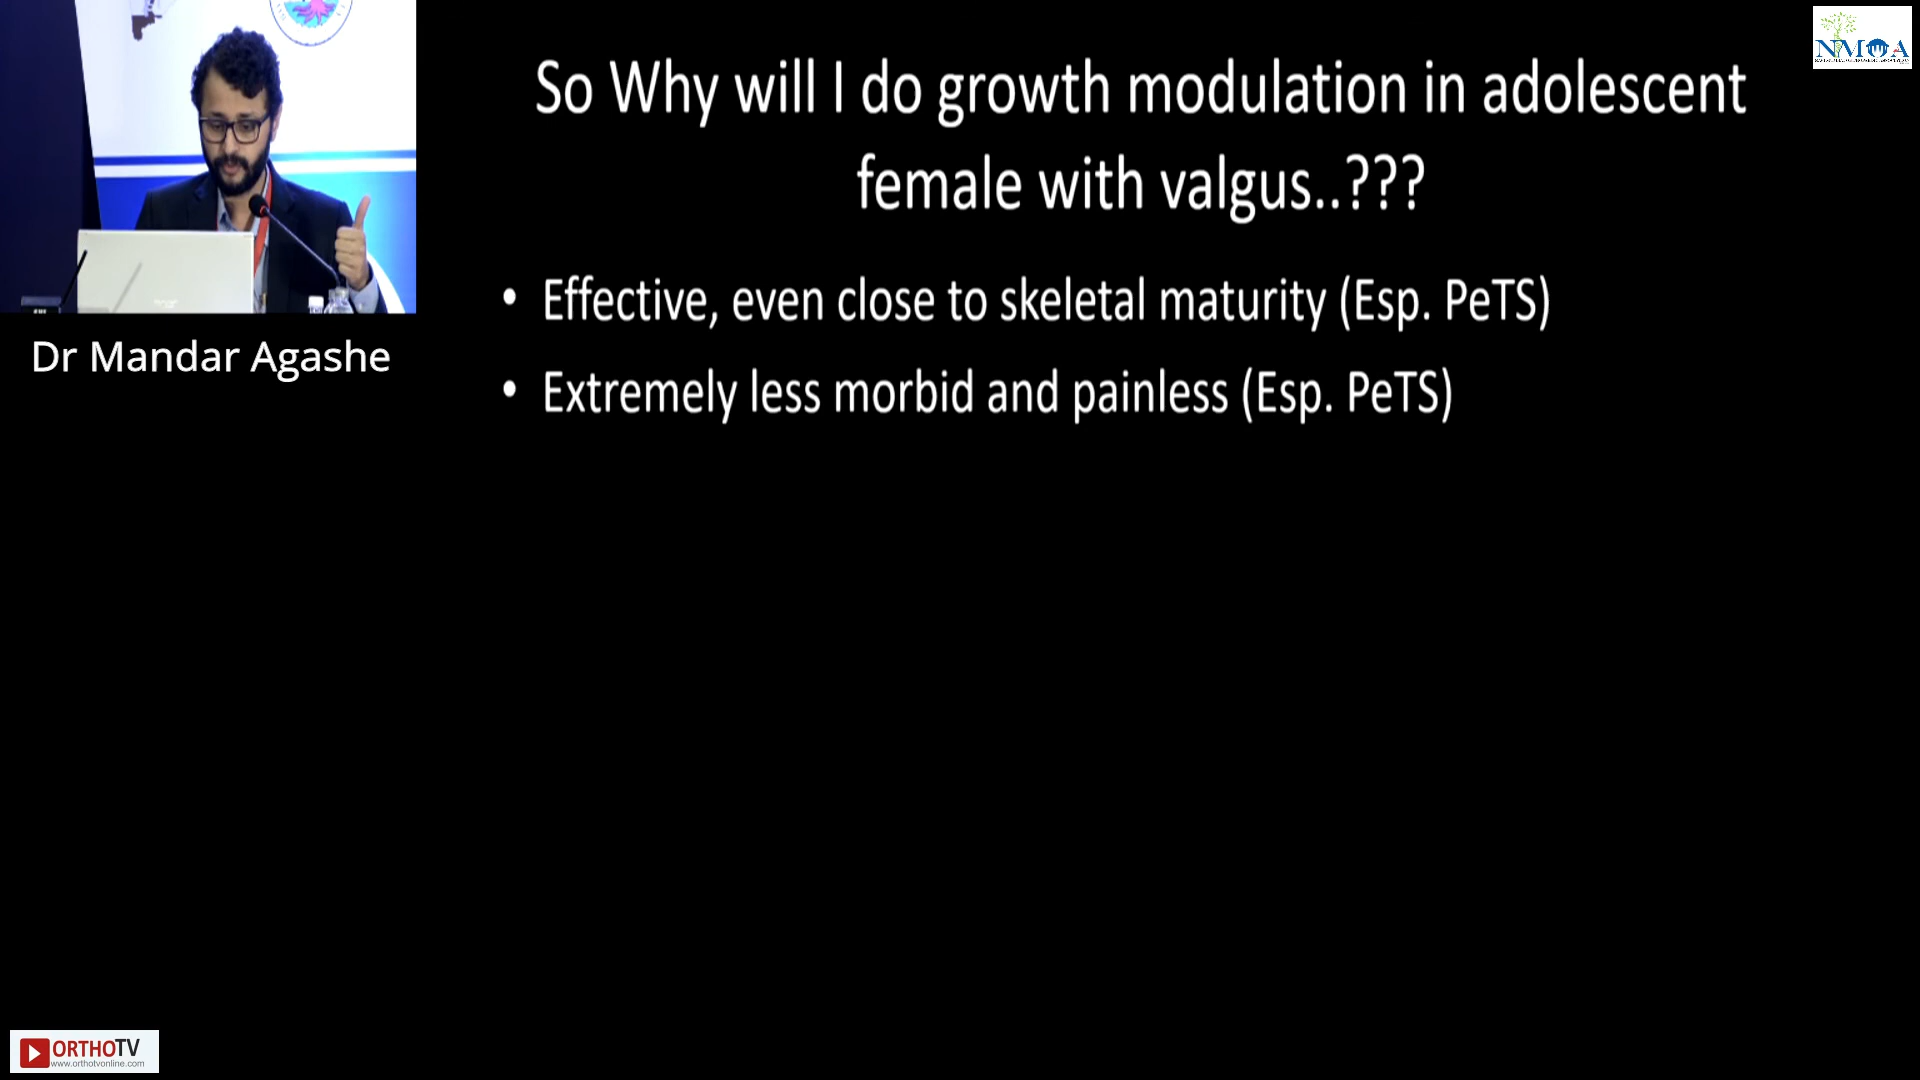 So Why will I do growth modulation in adolescent
female with valgus..???
• Effective, even close to skeletal maturity (Esp. PeTS)
• Extremely less morbid and painless (Esp. PeTS)
Dr Mandar Agashe
NMOA
ORTHOTV
www.orthotvonline.com